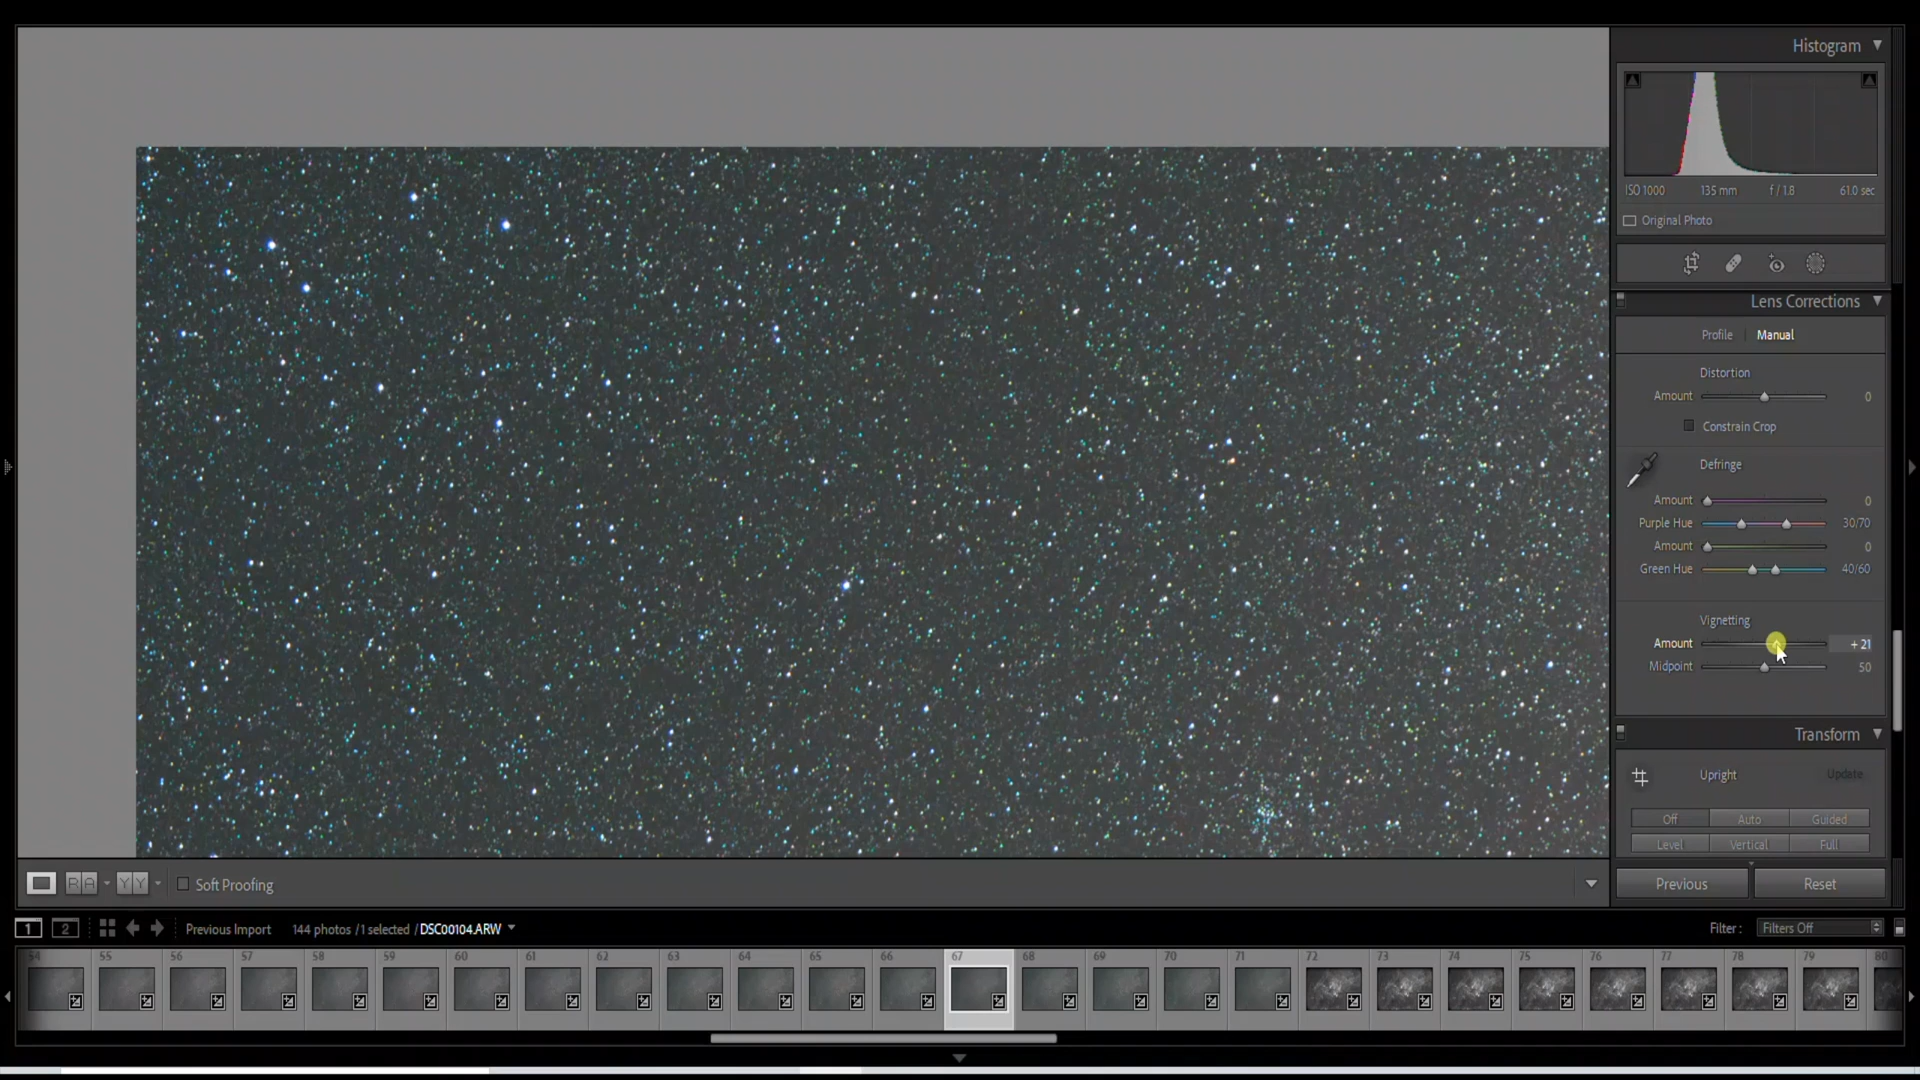 Histogram
ISO 1000 135 mm f / 1.8 61.0 sec
Original Photo
Lens Corrections
Profile | Manual
Distortion
Amount 0
Constrain Crop
Defringe
Amount 0
Purple Hue 30/70
Amount 0
Green Hue 40/60
Vignetting
Amount + 21
Midpoint 50
Transform
Upright Update
Off Auto Guided
Level Vertical Full
R A Y Y Soft Proofing Previous Reset
1 2 Previous Import 144 photos / 1 selected / DSC00104.ARW Filter : Filters Off
54 55 56 57 58 59 60 61 62 63 64 65 66 67 68 69 70 71 72 73 74 75 76 77 78 79 80